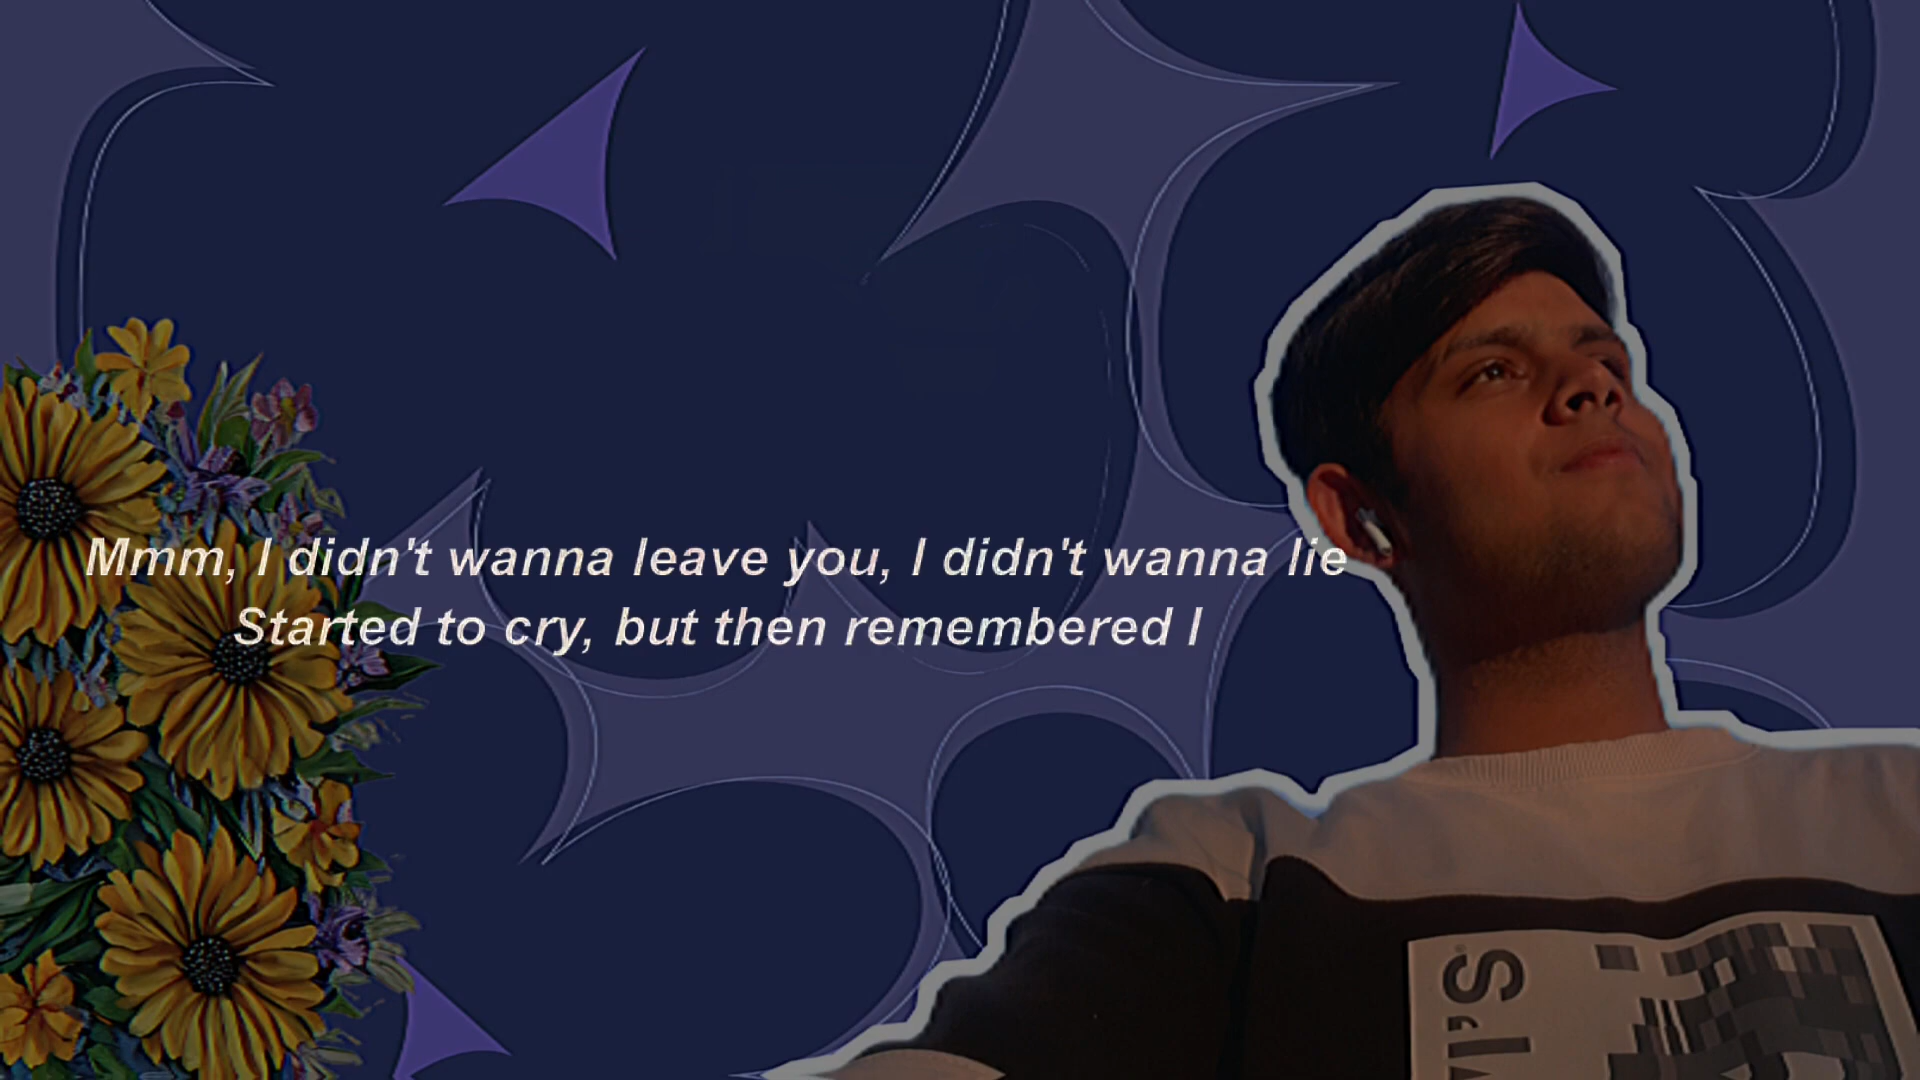 Mmm, I didn't wanna leave you, I didn't wanna lie
Started to cry, but then remembered I
I'S